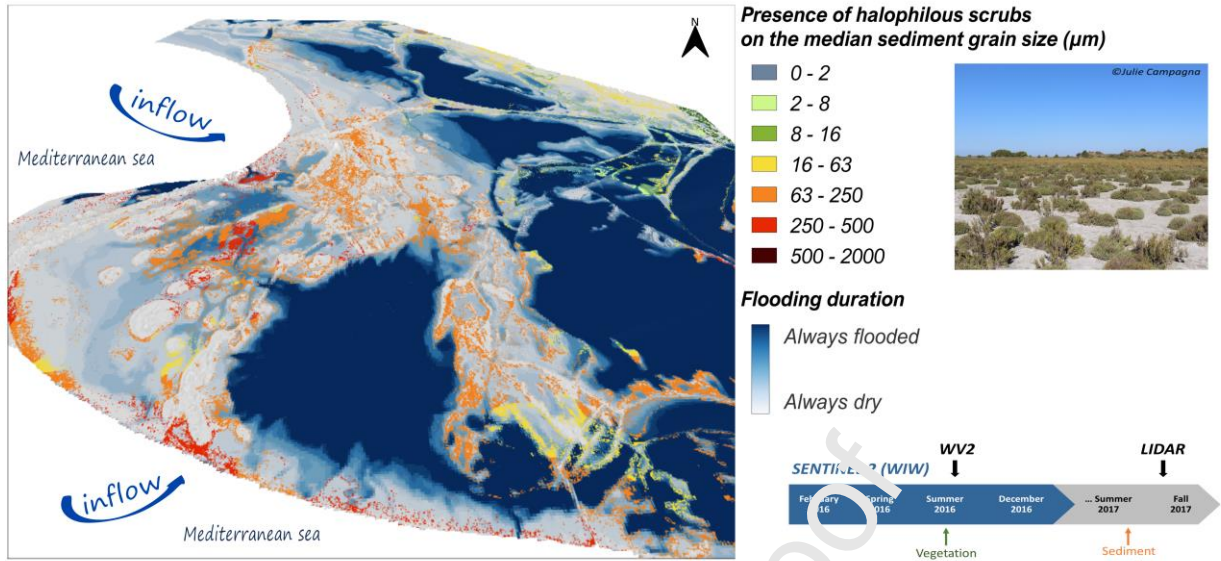 N
inflow
Mediterranean sea
inflow
Mediterranean sea
Presence of halophilous scrubs
on the median sediment grain size (µm)
0 - 2
2 - 8
8 - 16
16 - 63
63 - 250
250 - 500
500 - 2000
©Julie Campagna
Flooding duration
Always flooded
Always dry
WV2
LIDAR
(WIW)
Summer
2016
December
2016
... Summer
2017
Fall
2017
Vegetation
Sediment